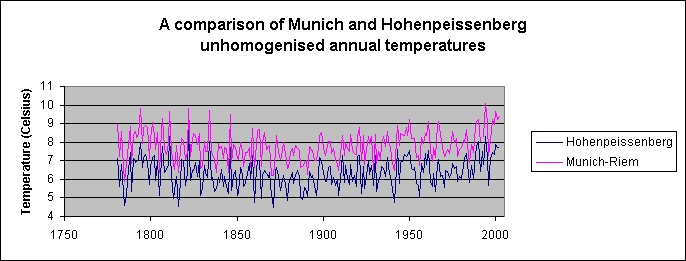 A comparison of Munich and Hohenpeissenberg
unhomogenised annual temperatures
Temperature (Celsius)
11
10
9
8
7
6
5
4
1750 1800 1850 1900 1950 2000
Hohenpeissenberg
Munich-Riem